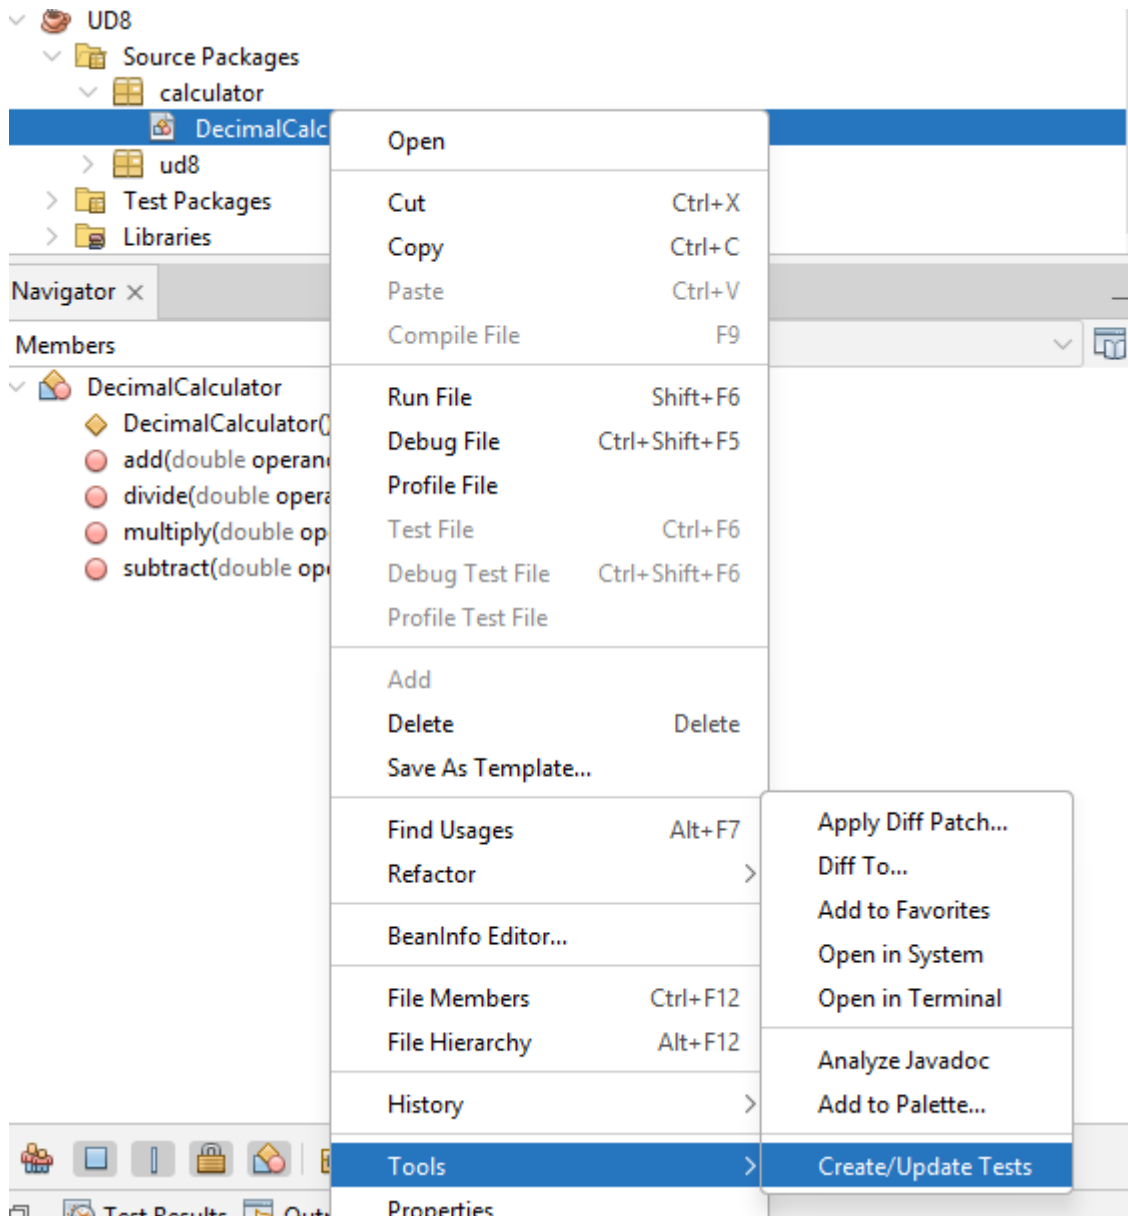 UD8
Source Packages
calculator
DecimalCalc
ud8
Test Packages
Libraries
Navigator
Members
DecimalCalculator
DecimalCalculator()
add(double operan
divide(double opera
multiply(double op
subtract(double ope
Open
Cut Ctrl+X
Copy Ctrl+C
Paste Ctrl+V
Compile File F9
Run File Shift+F6
Debug File Ctrl+Shift+F5
Profile File
Test File Ctrl+F6
Debug Test File Ctrl+Shift+F6
Profile Test File
Add
Delete Delete
Save As Template...
Find Usages Alt+F7
Refactor
BeanInfo Editor...
File Members Ctrl+F12
File Hierarchy Alt+F12
History
Tools
Properties
Apply Diff Patch...
Diff To...
Add to Favorites
Open in System
Open in Terminal
Analyze Javadoc
Add to Palette...
Create/Update Tests
Test Results Outp